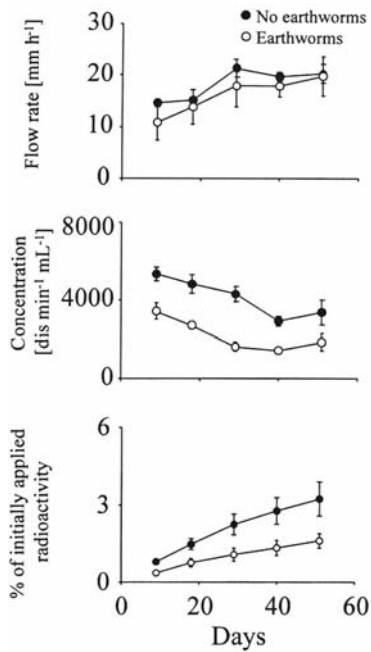 ● No earthworms
○ Earthworms
Flow rate [mm h⁻¹]
30
20
10
0
Concentration
[dis min⁻¹ mL⁻¹]
8000
4000
0
% of initially applied
radioactivity
6
3
0
0 20 40 60
Days